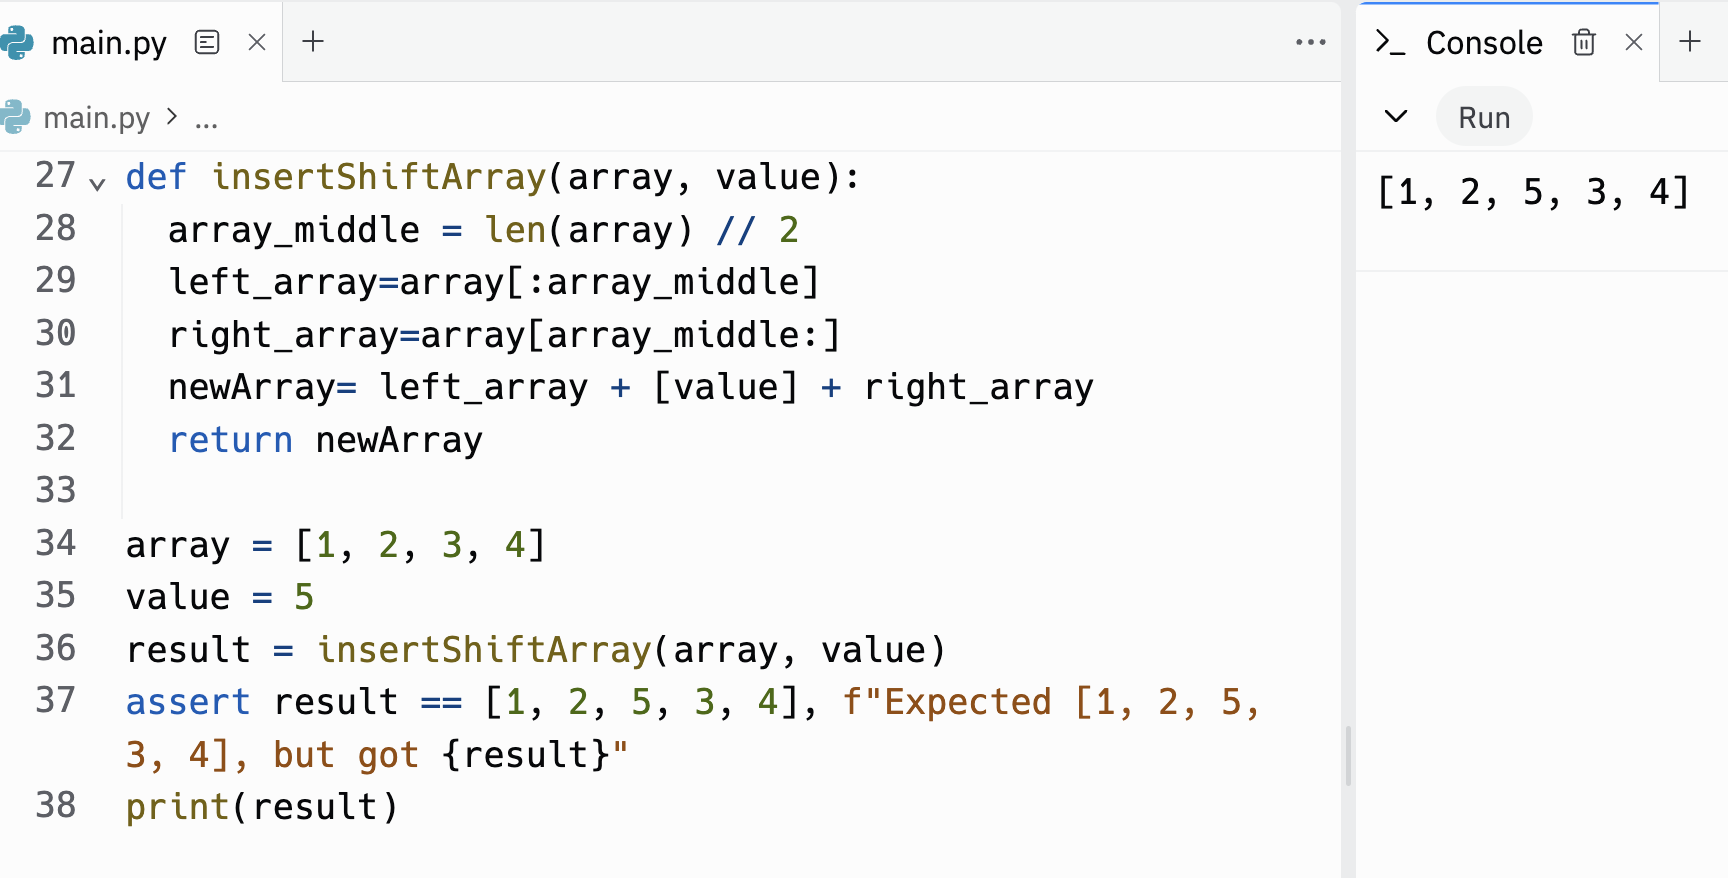 main.py
main.py > ...
27 def insertShiftArray(array, value):
28   array_middle = len(array) // 2
29   left_array=array[:array_middle]
30   right_array=array[array_middle:]
31   newArray= left_array + [value] + right_array
32   return newArray
33
34 array = [1, 2, 3, 4]
35 value = 5
36 result = insertShiftArray(array, value)
37 assert result == [1, 2, 5, 3, 4], f"Expected [1, 2, 5,
3, 4], but got {result}"
38 print(result)
Console
Run
[1, 2, 5, 3, 4]